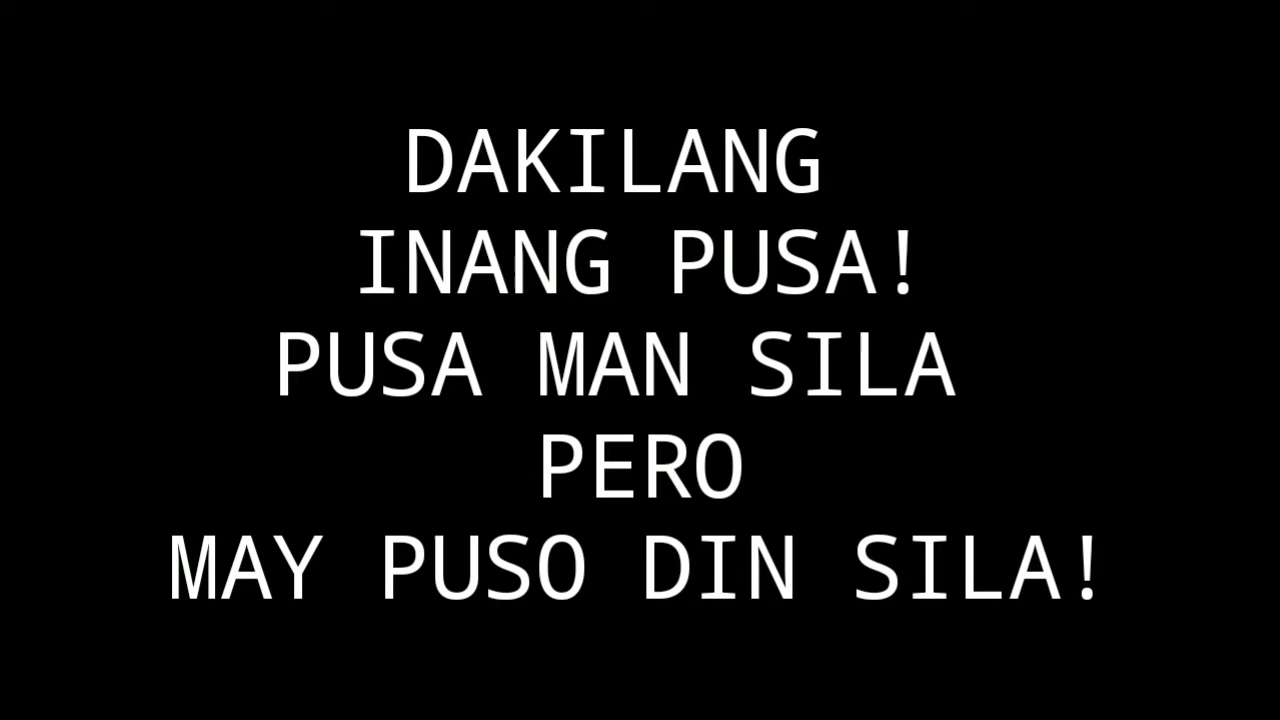 DAKILANG
INANG PUSA!
PUSA MAN SILA
PERO
MAY PUSO DIN SILA!